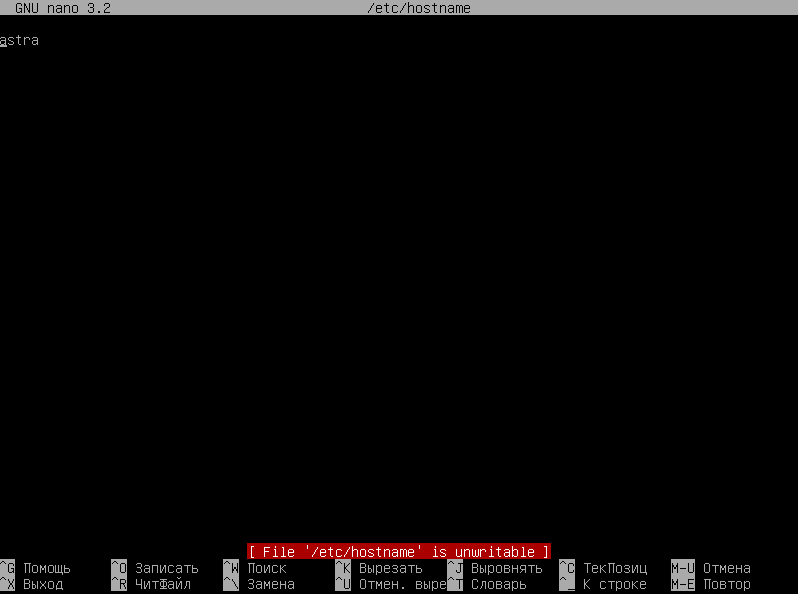 GNU nano 3.2 /etc/hostname
astra
[ File '/etc/hostname' is unwritable ]
^G Помощь ^O Записать ^W Поиск ^K Вырезать ^J Выровнять ^C ТекПозиц M-U Отмена
^X Выход ^R ЧитФайл ^\ Замена ^U Отмен. выре ^T Словарь ^_ К строке M-E Повтор